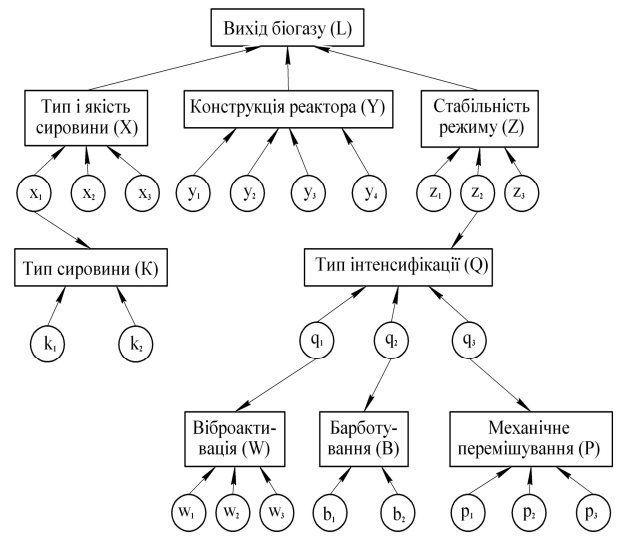 Вихід біогазу (L)
Тип і якість
сировини (X)
Конструкція реактора (Y)
Стабільність
режиму (Z)
x₁ x₂ x₃ y₁ y₂ y₃ y₄ z₁ z₂ z₃
Тип сировини (К)
Тип інтенсифікації (Q)
k₁ k₂ q₁ q₂ q₃
Віброакти-
вація (W)
Барботу-
вання (B)
Механічне
перемішування (P)
w₁ w₂ w₃ b₁ b₂ p₁ p₂ p₃